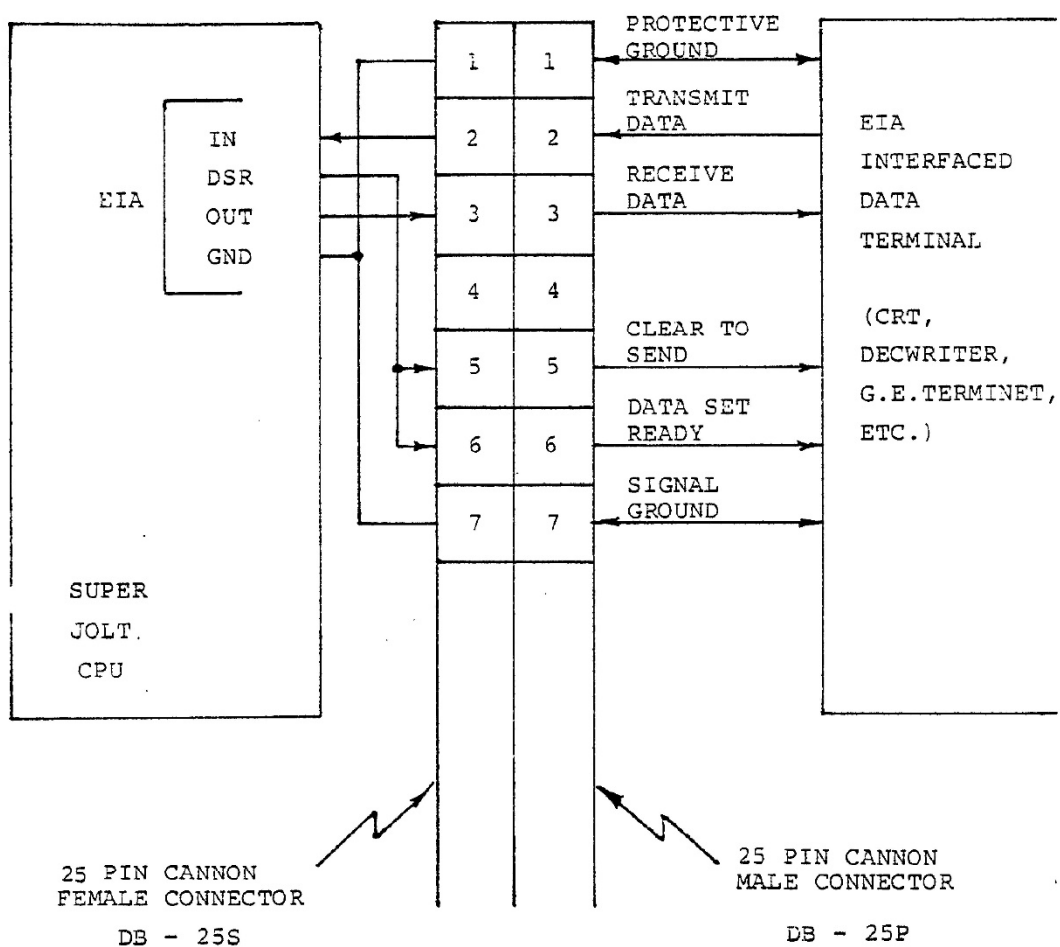 PROTECTIVE
GROUND
1 1
TRANSMIT
DATA
IN
2 2
EIA
DSR
RECEIVE
DATA
INTERFACED
EIA
OUT
3 3
DATA
TERMINAL
GND
4 4
(CRT,
CLEAR TO
SEND
5 5
DECWRITER,
G.E.TERMINET,
DATA SET
READY
6 6
ETC.)
SIGNAL
GROUND
7 7
SUPER
JOLT.
CPU
25 PIN CANNON
FEMALE CONNECTOR
DB - 25S
25 PIN CANNON
MALE CONNECTOR
DB - 25P